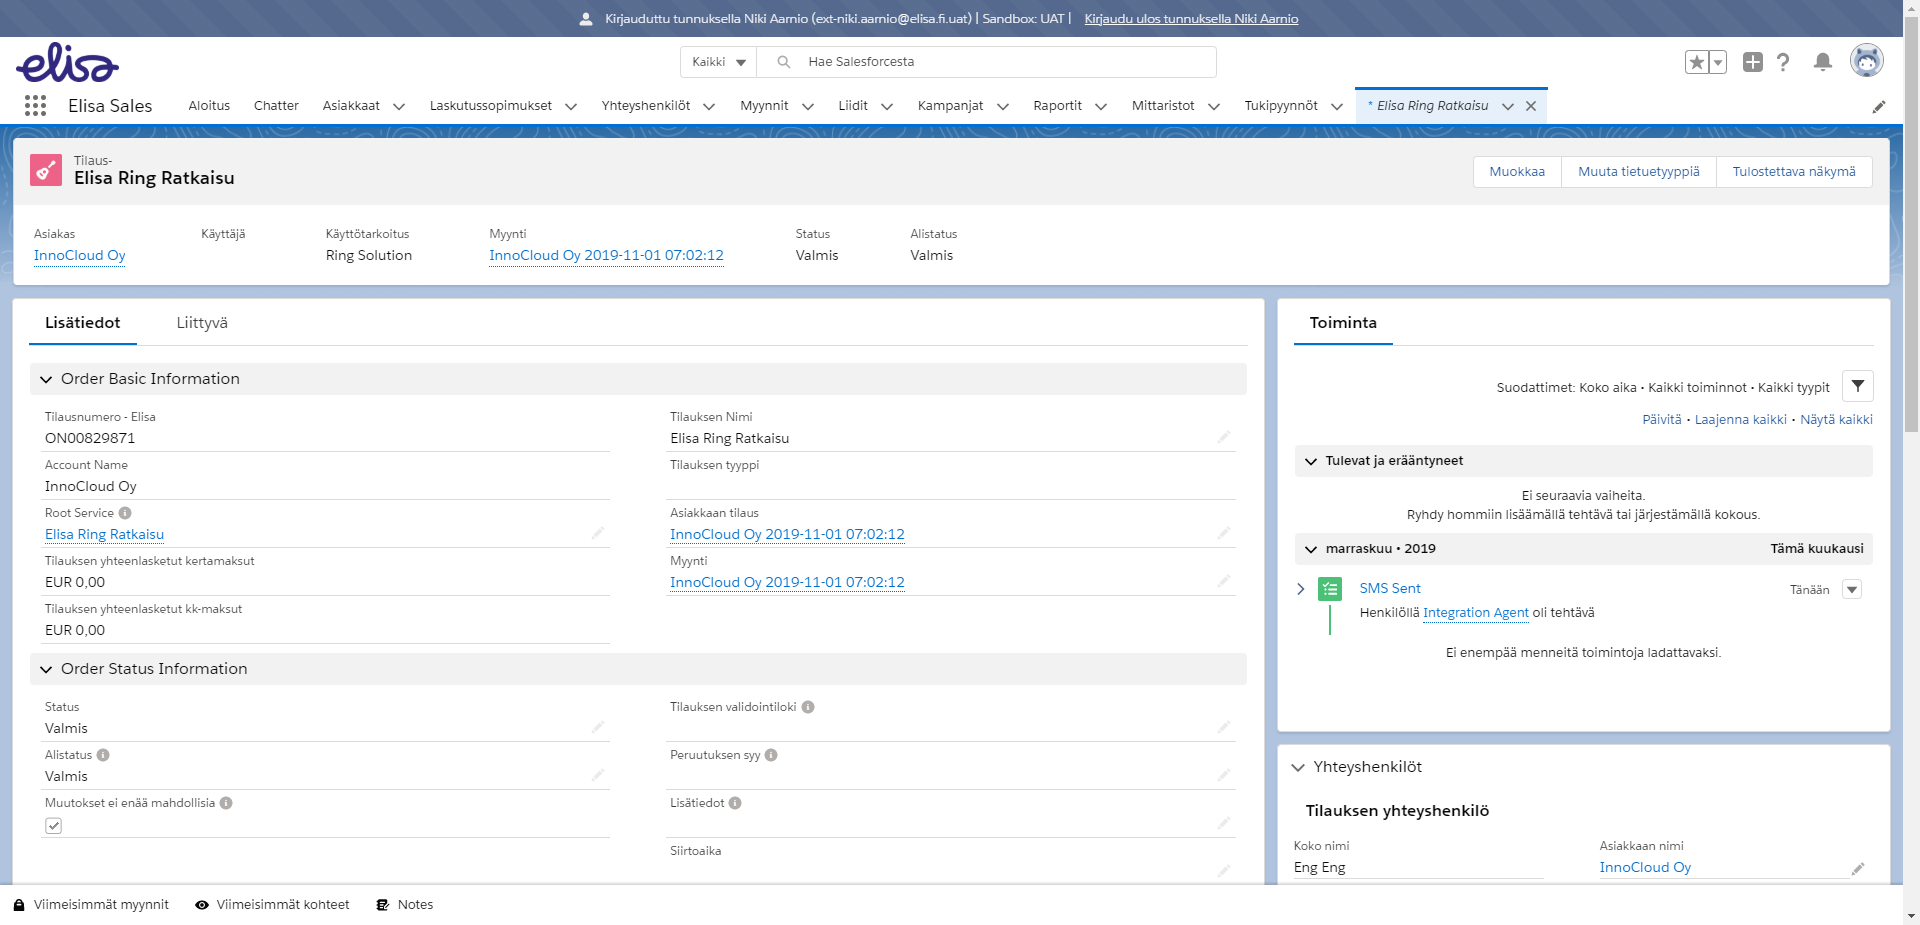 Kirjauduttu tunnuksella Niki Aarnio (ext-niki.aarnio@elisa.fi.uat) | Sandbox: UAT | Kirjaudu ulos tunnuksella Niki Aarnio
elisa
Kaikki
Hae Salesforcesta
Elisa Sales
Aloitus
Chatter
Asiakkaat
Laskutussopimukset
Yhteyshenkilöt
Myynnit
Liidit
Kampanjat
Raportit
Mittaristot
Tukipyynnöt
* Elisa Ring Ratkaisu
Tilaus-
Elisa Ring Ratkaisu
Muokkaa
Muuta tietuetyyppiä
Tulostettava näkymä
Asiakas
InnoCloud Oy
Käyttäjä
Käyttötarkoitus
Ring Solution
Myynti
InnoCloud Oy 2019-11-01 07:02:12
Status
Valmis
Alistatus
Valmis
Lisätiedot
Liittyvä
Order Basic Information
Tilausnumero - Elisa
ON00829871
Tilauksen Nimi
Elisa Ring Ratkaisu
Account Name
InnoCloud Oy
Tilauksen tyyppi
Root Service
Elisa Ring Ratkaisu
Asiakkaan tilaus
InnoCloud Oy 2019-11-01 07:02:12
Tilauksen yhteenlasketut kertamaksut
EUR 0,00
Myynti
InnoCloud Oy 2019-11-01 07:02:12
Tilauksen yhteenlasketut kk-maksut
EUR 0,00
Order Status Information
Status
Valmis
Tilauksen validointiloki
Alistatus
Valmis
Peruutuksen syy
Muutokset ei enää mahdollisia
Lisätiedot
Siirtoaika
Toiminta
Suodattimet: Koko aika • Kaikki toiminnot • Kaikki tyypit
Päivitä • Laajenna kaikki • Näytä kaikki
Tulevat ja erääntyneet
Ei seuraavia vaiheita.
Ryhdy hommiin lisäämällä tehtävä tai järjestämällä kokous.
marraskuu • 2019
Tämä kuukausi
SMS Sent
Tänään
Henkilöllä Integration Agent oli tehtävä
Ei enempää menneitä toimintoja ladattavaksi.
Yhteyshenkilöt
Tilauksen yhteyshenkilö
Koko nimi
Eng Eng
Asiakkaan nimi
InnoCloud Oy
Viimeisimmät myynnit
Viimeisimmät kohteet
Notes